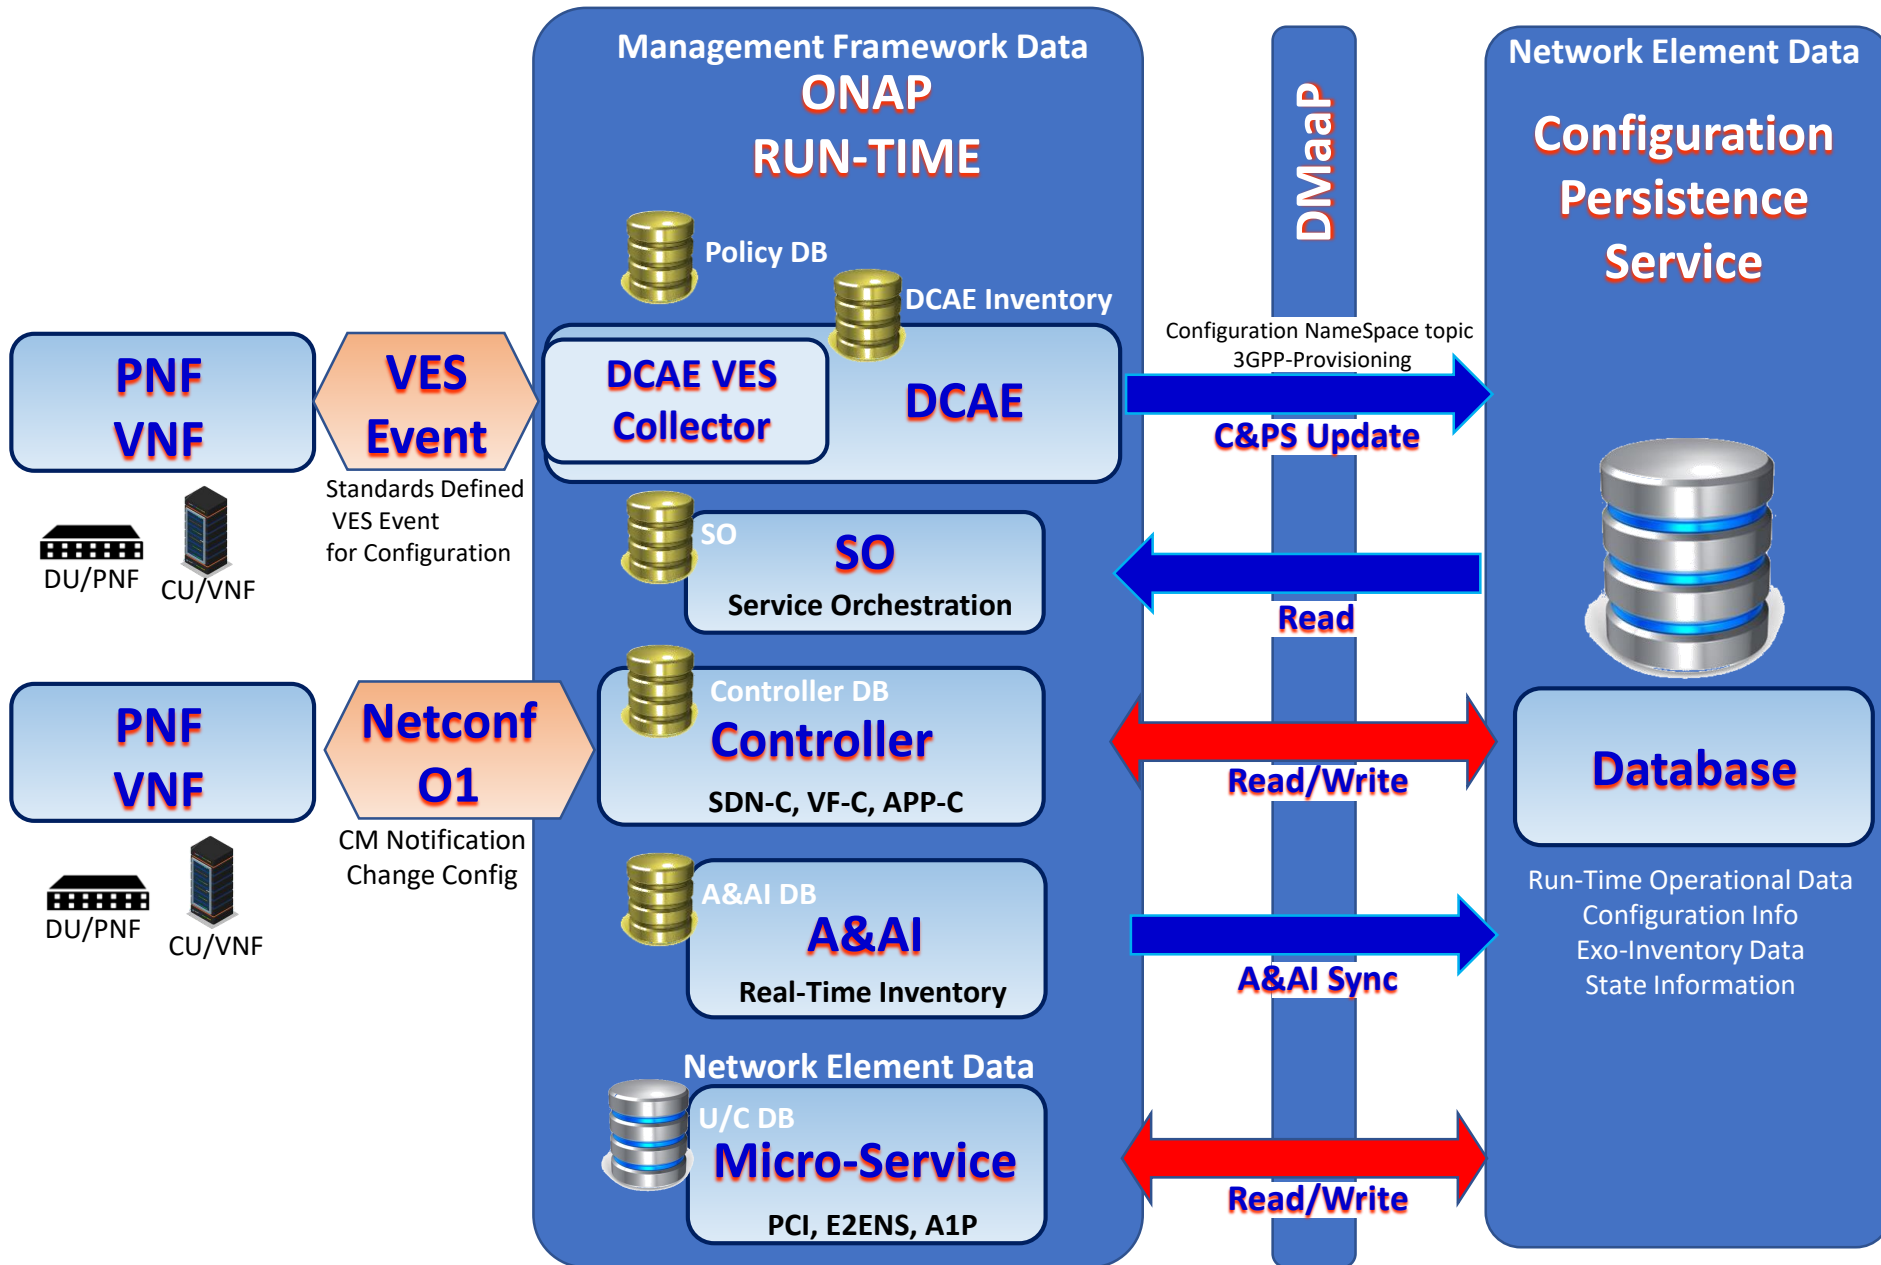 Management Framework Data
ONAP
RUN-TIME
Policy DB
DCAE Inventory
PNF
VNF
VES
Event
DCAE VES
Collector
DCAE
Standards Defined
VES Event
for Configuration
DU/PNF
CU/VNF
SO
SO
Service Orchestration
PNF
VNF
Netconf
O1
Controller DB
Controller
SDN-C, VF-C, APP-C
CM Notification
Change Config
DU/PNF
CU/VNF
A&AI DB
A&AI
Real-Time Inventory
Network Element Data
U/C DB
Micro-Service
PCI, E2ENS, A1P
DMaaP
Configuration NameSpace topic
3GPP-Provisioning
C&PS Update
Read
Read/Write
A&AI Sync
Read/Write
Network Element Data
Configuration
Persistence
Service
Database
Run-Time Operational Data
Configuration Info
Exo-Inventory Data
State Information